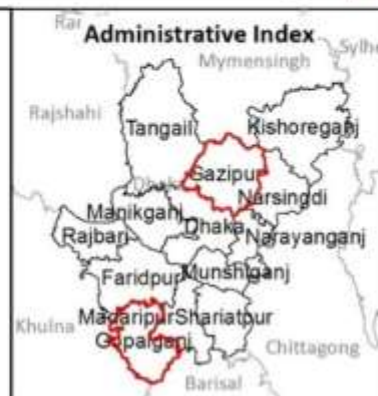 Administrative Index
Mymensingh
Sylhe
Rajshahi
Tangail
Kishoreganj
Gazipur
Narsingdi
Manikganj
Dhaka
Rajbari
Narayanganj
Faridpur
Munshiganj
Madaripur
Shariatpur
Khulna
Gopalganj
Chittagong
Barisal